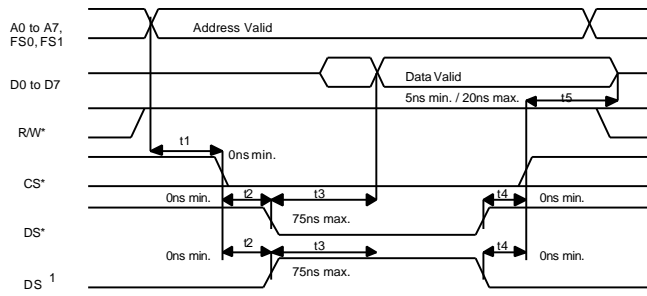 A0 to A7,
FS0, FS1
Address Valid
D0 to D7
Data Valid
5ns min. / 20ns max.
t5
R/W*
t1
0ns min.
CS*
0ns min.
t2
t3
t4
0ns min.
75ns max.
DS*
0ns min.
t2
t3
t4
0ns min.
75ns max.
DS 1